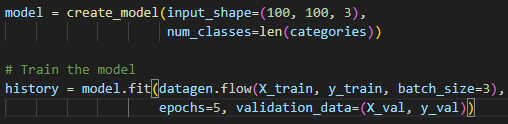 model = create_model(input_shape=(100, 100, 3),
num_classes=len(categories))
# Train the model
history = model.fit(datagen.flow(X_train, y_train, batch_size=3),
epochs=5, validation_data=(X_val, y_val))